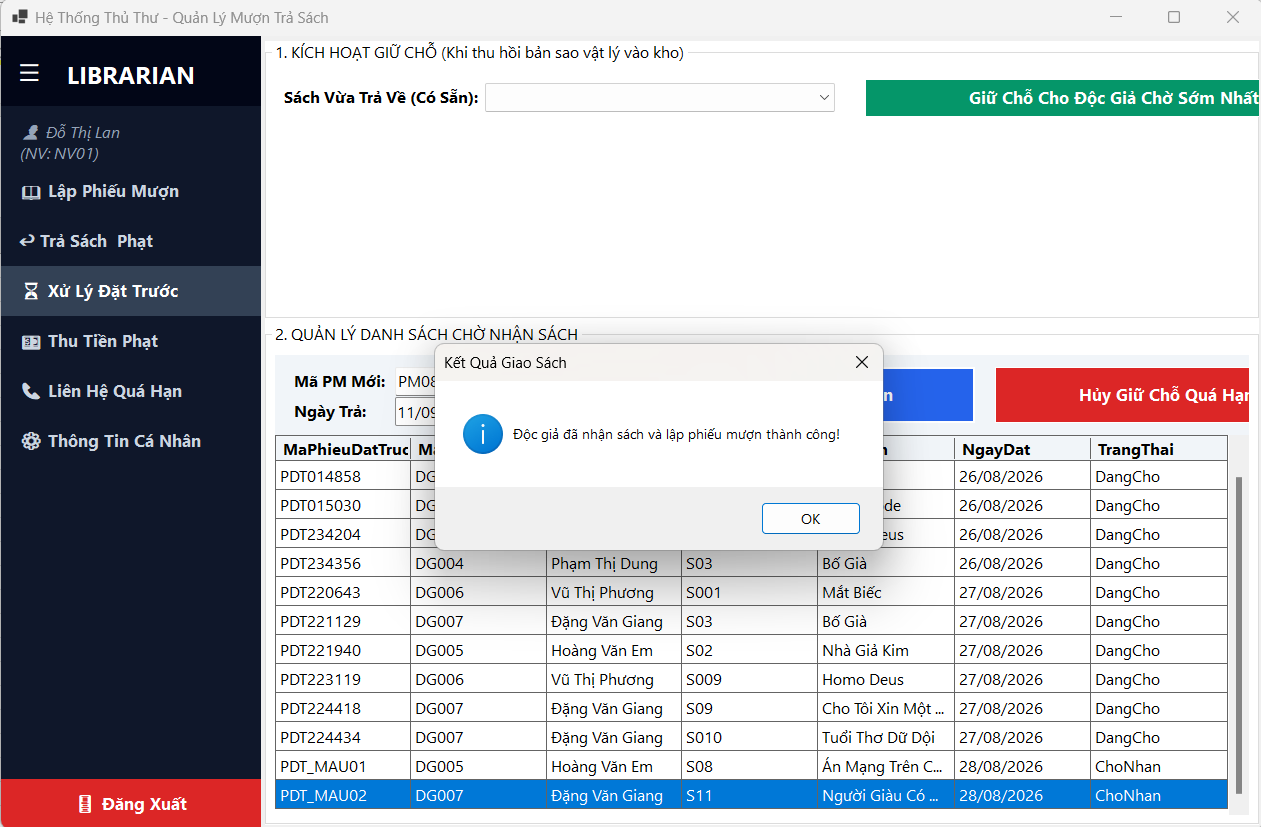 Hệ Thống Thủ Thư - Quản Lý Mượn Trả Sách
LIBRARIAN
Đỗ Thị Lan
(NV: NV01)
Lập Phiếu Mượn
Trả Sách  Phạt
Xử Lý Đặt Trước
Thu Tiền Phạt
Liên Hệ Quá Hạn
Thông Tin Cá Nhân
Đăng Xuất
1. KÍCH HOẠT GIỮ CHỖ (Khi thu hồi bản sao vật lý vào kho)
Sách Vừa Trả Về (Có Sẵn):
Giữ Chỗ Cho Độc Giả Chờ Sớm Nhất
2. QUẢN LÝ DANH SÁCH CHỜ NHẬN SÁCH
Mã PM Mới: PM08
Ngày Trả: 11/09
n
Hủy Giữ Chỗ Quá Hạn
Kết Quả Giao Sách
Độc giả đã nhận sách và lập phiếu mượn thành công!
OK
MaPhieuDatTruc NgayDat TrangThai
PDT014858 DG 26/08/2026 DangCho
PDT015030 DG de 26/08/2026 DangCho
PDT234204 DG eus 26/08/2026 DangCho
PDT234356 DG004 Phạm Thị Dung S03 Bố Già 26/08/2026 DangCho
PDT220643 DG006 Vũ Thị Phương S001 Mắt Biếc 27/08/2026 DangCho
PDT221129 DG007 Đặng Văn Giang S03 Bố Già 27/08/2026 DangCho
PDT221940 DG005 Hoàng Văn Em S02 Nhà Giả Kim 27/08/2026 DangCho
PDT223119 DG006 Vũ Thị Phương S009 Homo Deus 27/08/2026 DangCho
PDT224418 DG007 Đặng Văn Giang S09 Cho Tôi Xin Một ... 27/08/2026 DangCho
PDT224434 DG007 Đặng Văn Giang S010 Tuổi Thơ Dữ Dội 27/08/2026 DangCho
PDT_MAU01 DG005 Hoàng Văn Em S08 Án Mạng Trên C... 28/08/2026 ChoNhan
PDT_MAU02 DG007 Đặng Văn Giang S11 Người Giàu Có ... 28/08/2026 ChoNhan